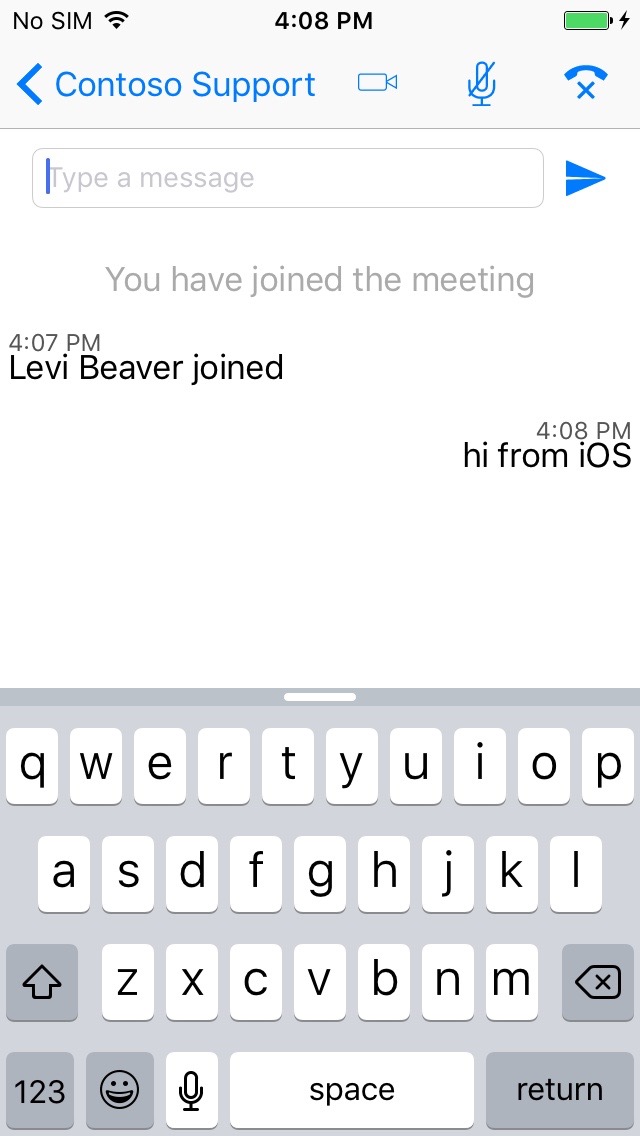 No SIM 4:08 PM
Contoso Support
Type a message
You have joined the meeting
4:07 PM
Levi Beaver joined
4:08 PM
hi from iOS
q w e r t y u i o p
a s d f g h j k l
z x c v b n m
123 space return